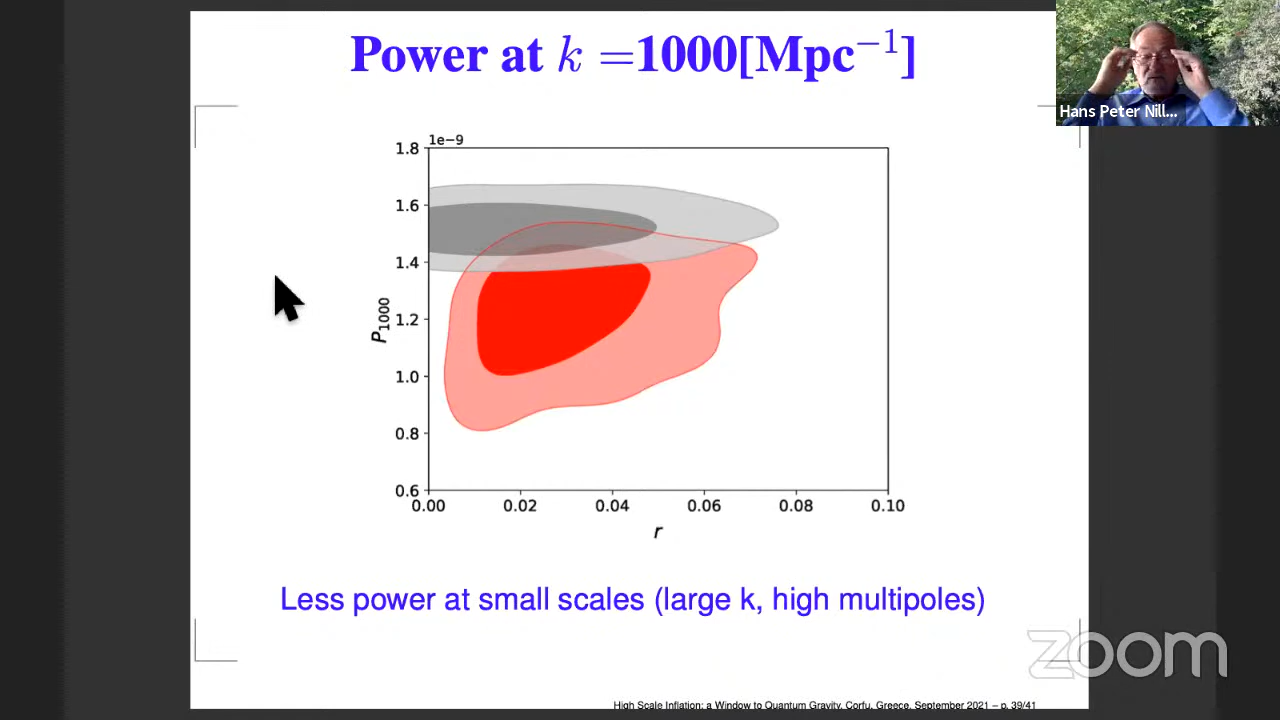 Power at k =1000[Mpc⁻¹]
Hans Peter Nill...
1e−9
1.8
1.6
1.4
1.2
1.0
0.8
0.6
P₁₀₀₀
0.00 0.02 0.04 0.06 0.08 0.10
r
Less power at small scales (large k, high multipoles)
zoom
High Scale Inflation: a Window to Quantum Gravity, Corfu, Greece, September 2021 – p. 39/41